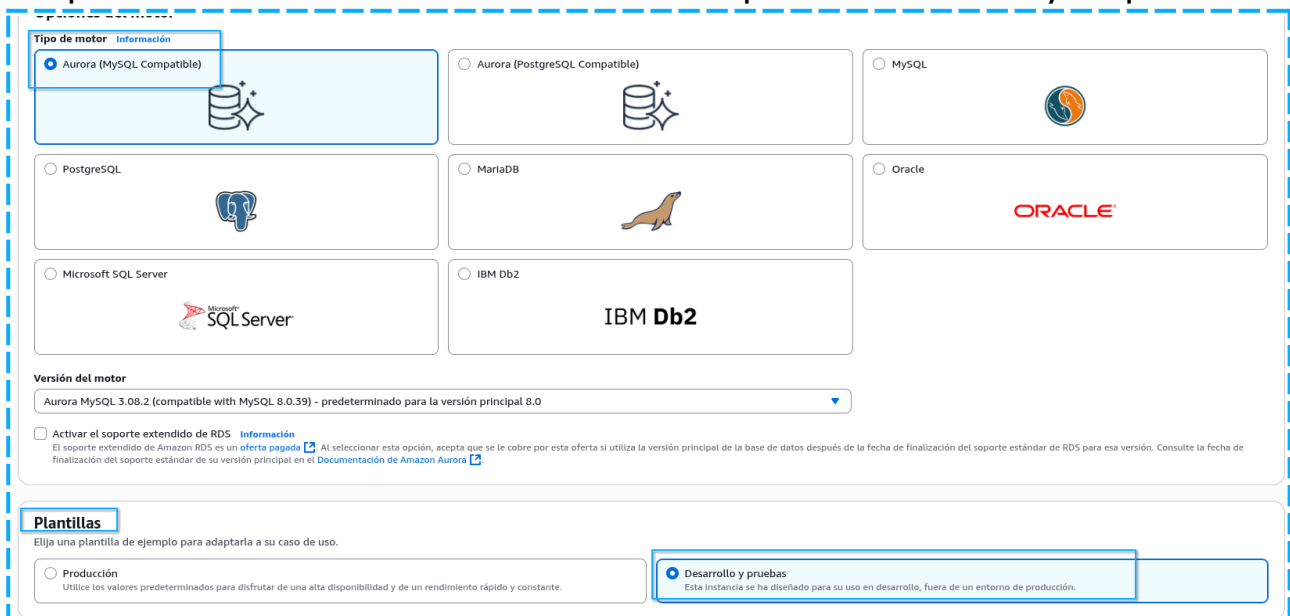 Opciones del motor
Tipo de motor Información
Aurora (MySQL Compatible)
Aurora (PostgreSQL Compatible)
MySQL
PostgreSQL
MariaDB
Oracle
ORACLE
Microsoft SQL Server
IBM Db2
Microsoft
SQL Server
IBM Db2
Versión del motor
Aurora MySQL 3.08.2 (compatible with MySQL 8.0.39) - predeterminado para la versión principal 8.0
Activar el soporte extendido de RDS Información
El soporte extendido de Amazon RDS es un oferta pagada . Al seleccionar esta opción, acepta que se le cobre por esta oferta si utiliza la versión principal de la base de datos después de la fecha de finalización del soporte estándar de RDS para esa versión. Consulte la fecha de
finalización del soporte estándar de su versión principal en el Documentación de Amazon Aurora .
Plantillas
Elija una plantilla de ejemplo para adaptarla a su caso de uso.
Producción
Utilice los valores predeterminados para disfrutar de una alta disponibilidad y de un rendimiento rápido y constante.
Desarrollo y pruebas
Esta instancia se ha diseñado para su uso en desarrollo, fuera de un entorno de producción.